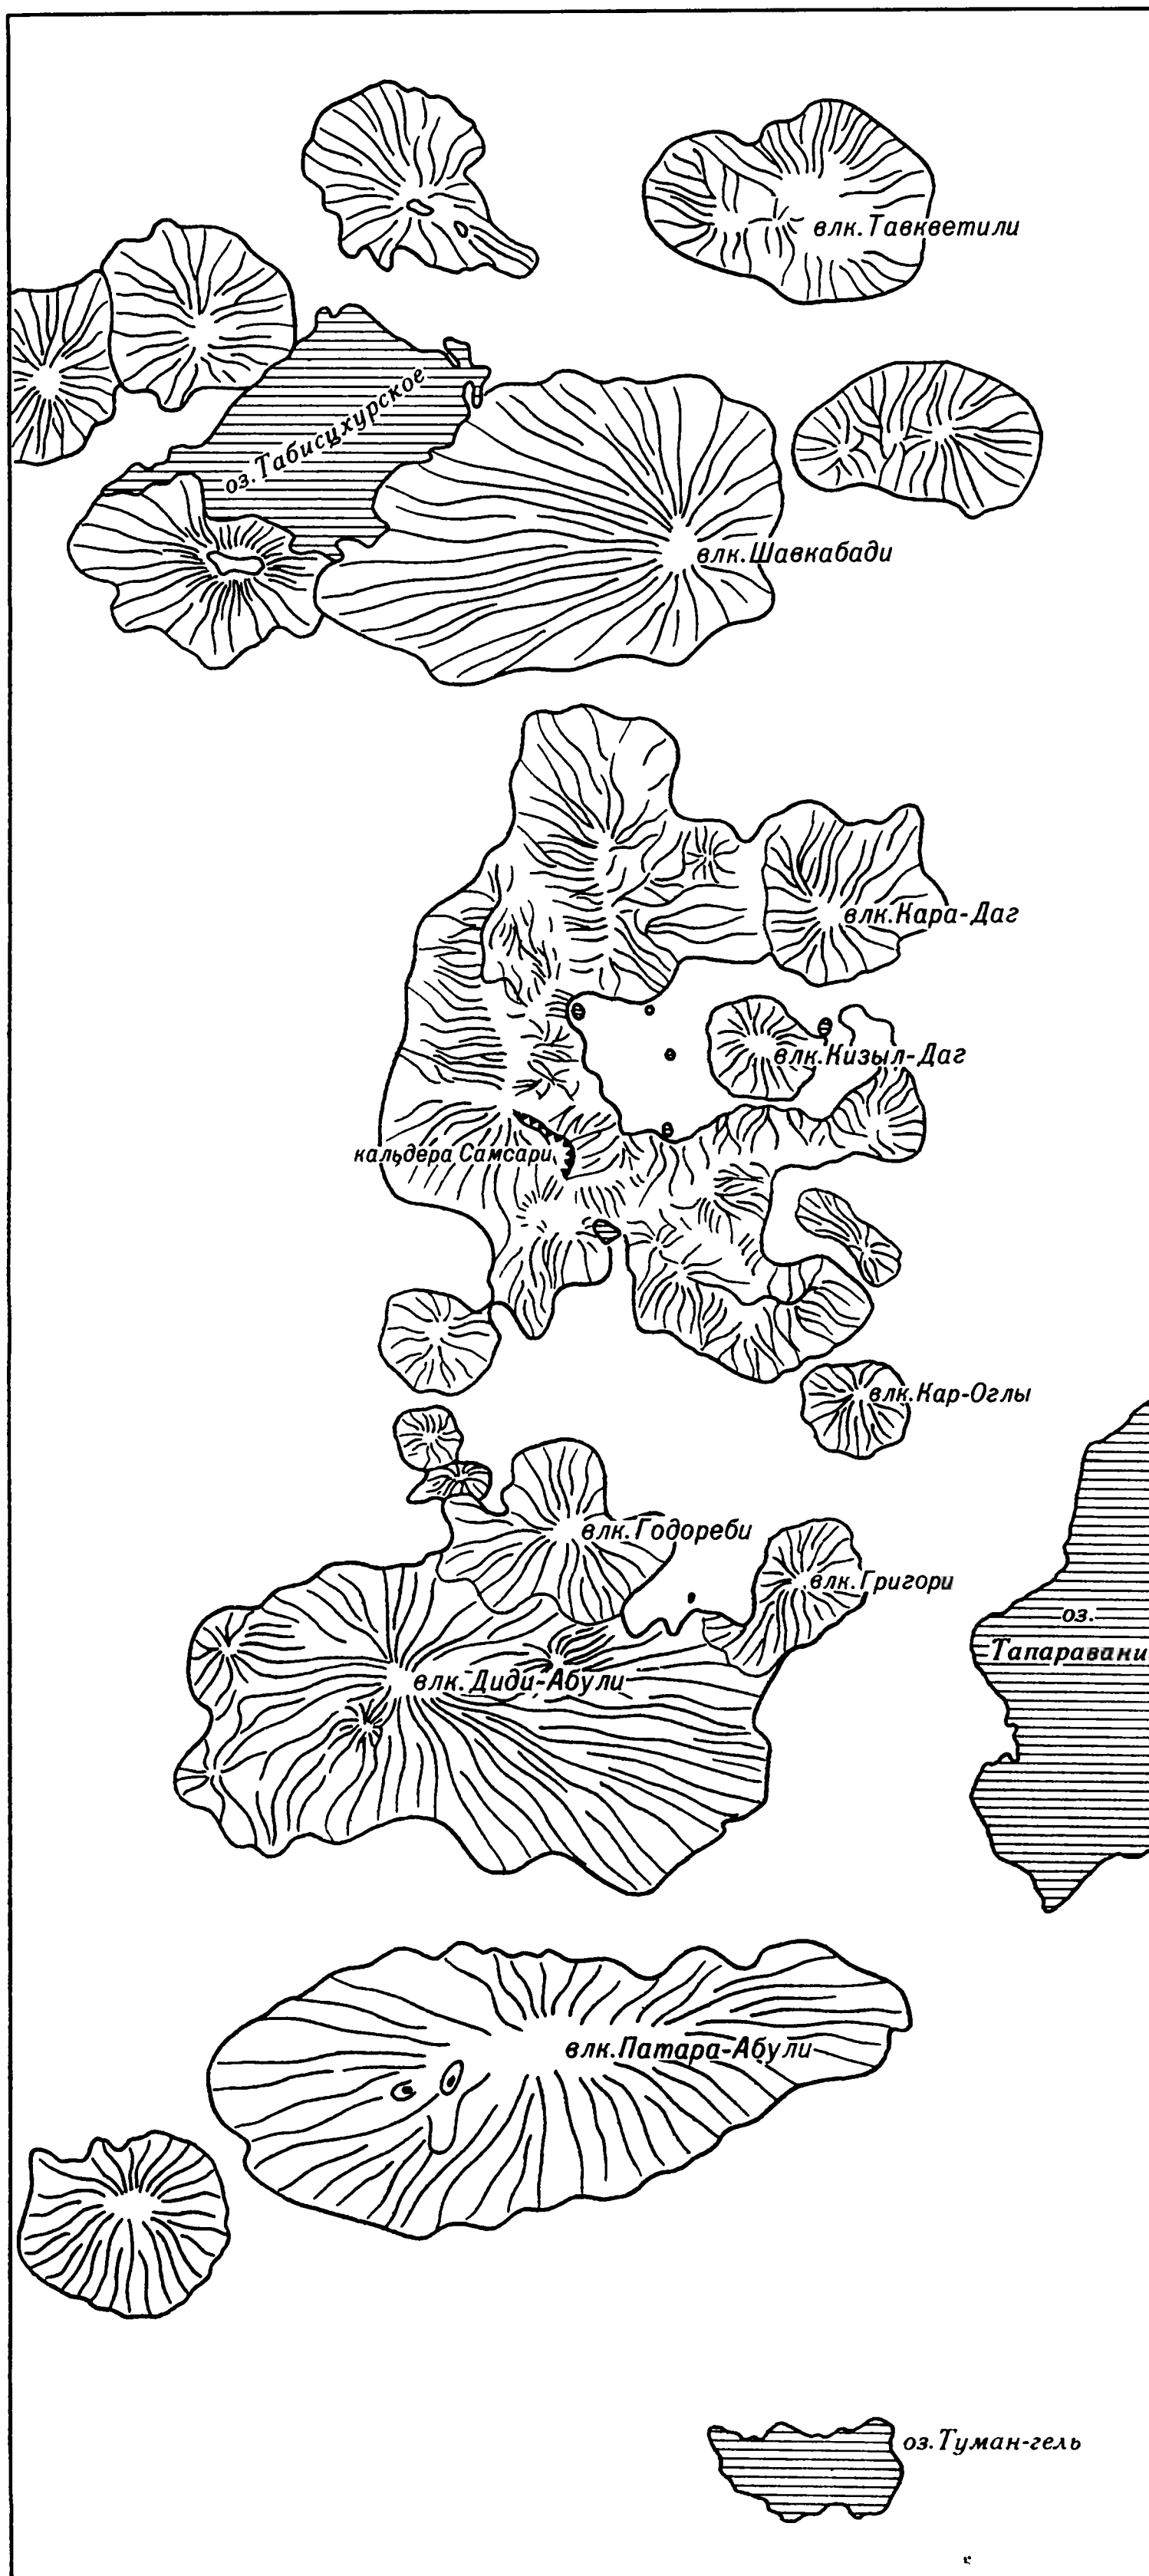 влк. Тавкветили
оз. Табисцхурское
влк. Шавкабади
влк. Кара-Даг
влк. Кизыл-Даг
кальдера Самсари
влк. Кар-Оглы
влк. Годореби
влк. Григори
оз.
Тапаравани
влк. Диди-Абули
влк. Патара-Абули
оз. Туман-гель